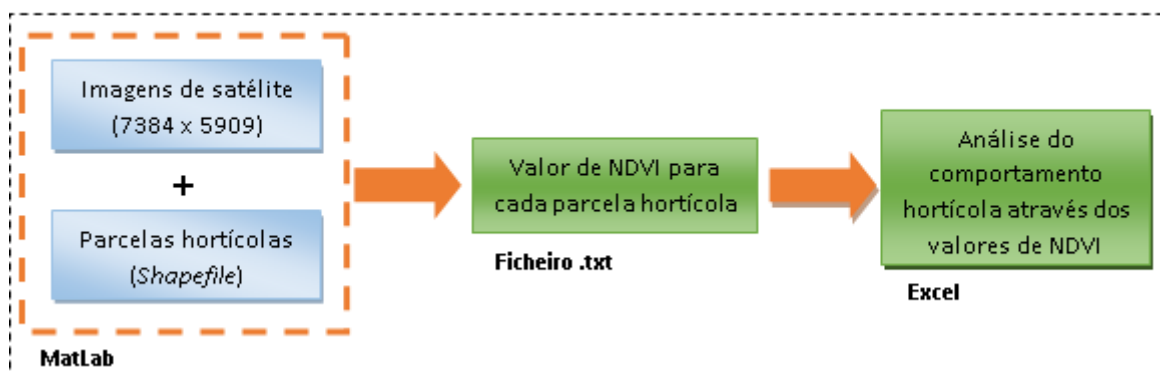 Imagens de satélite
(7384 x 5909)
+
Parcelas hortícolas
(Shapefile)
MatLab
Valor de NDVI para
cada parcela hortícola
Ficheiro .txt
Análise do
comportamento
hortícola através dos
valores de NDVI
Excel